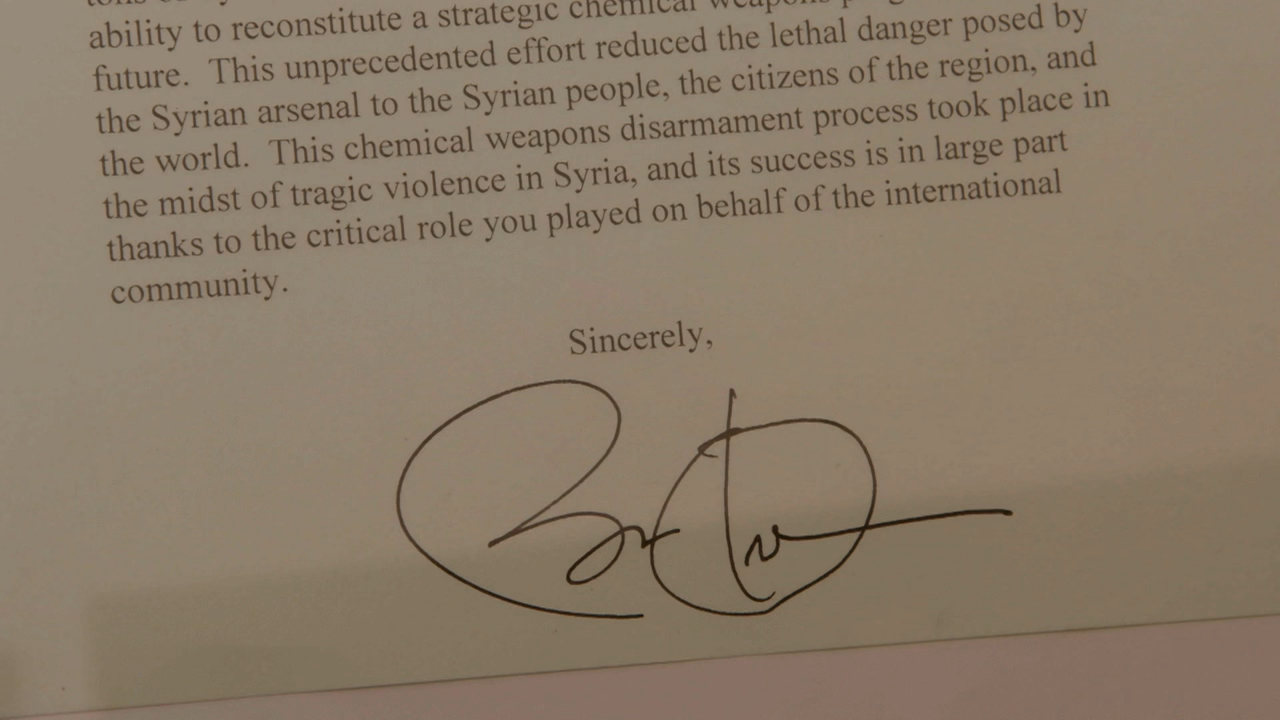 ability to reconstitute a strategic chemical weapons
future. This unprecedented effort reduced the lethal danger posed by
the Syrian arsenal to the Syrian people, the citizens of the region, and
the world. This chemical weapons disarmament process took place in
the midst of tragic violence in Syria, and its success is in large part
thanks to the critical role you played on behalf of the international
community.
Sincerely,